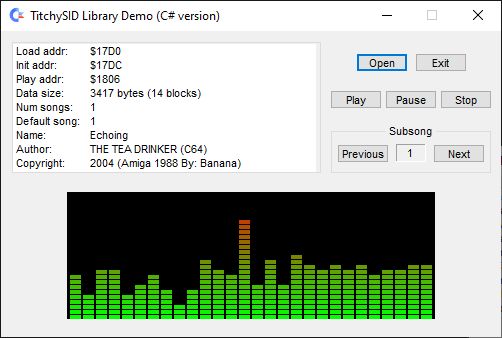 TitchySID Library Demo (C# version)
Load addr: $17D0
Init addr: $17DC
Play addr: $1806
Data size: 3417 bytes (14 blocks)
Num songs: 1
Default song: 1
Name: Echoing
Author: THE TEA DRINKER (C64)
Copyright: 2004 (Amiga 1988 By: Banana)
Open Exit
Play Pause Stop
Subsong
Previous 1 Next